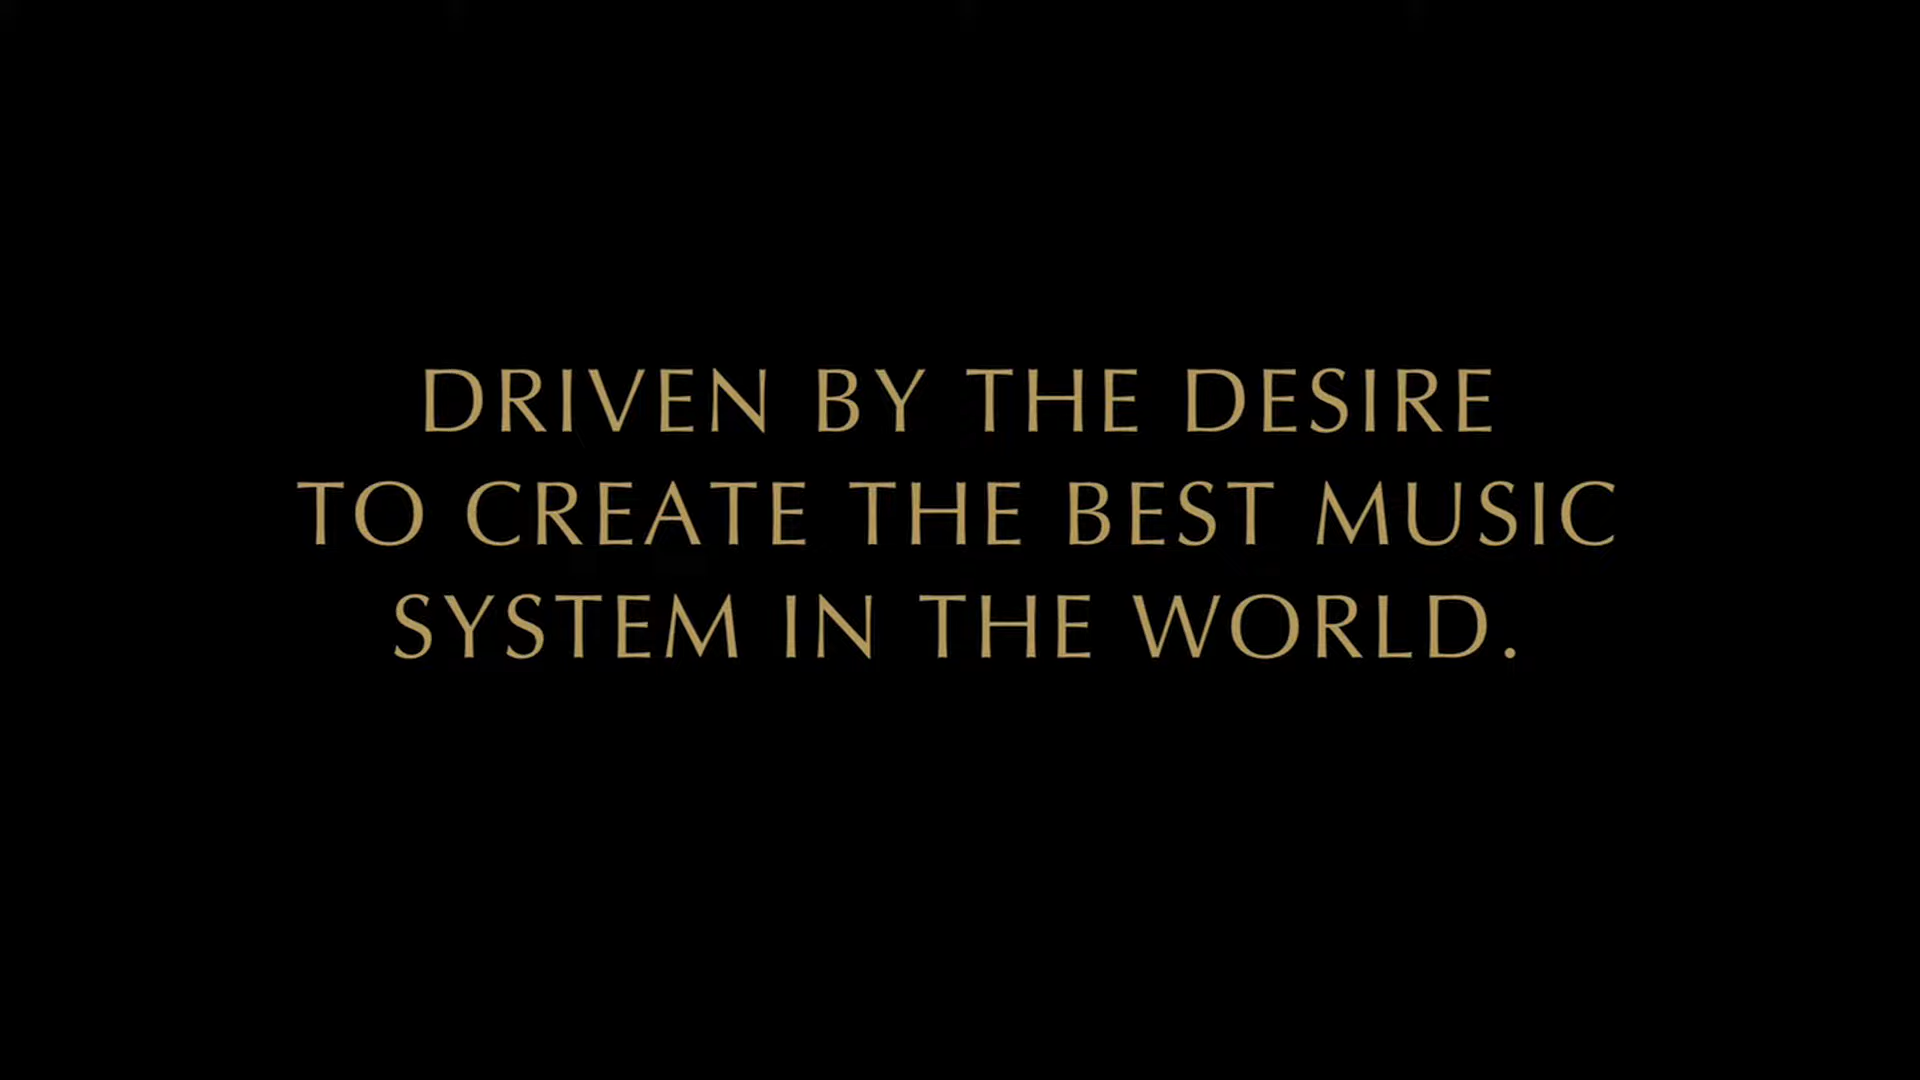 DRIVEN BY THE DESIRE
TO CREATE THE BEST MUSIC
SYSTEM IN THE WORLD.